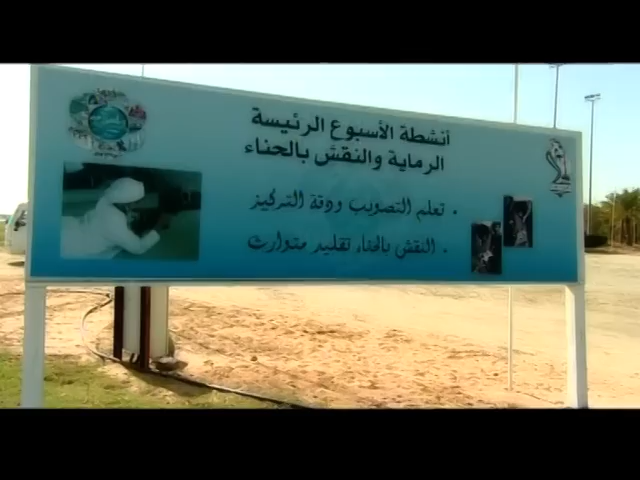 أنشطة الأسبوع الرئيسة
الرماية والنقش بالحناء
. تعلم التصويب ودقة التركيز
. النقش بالحناء تقليد متوارث